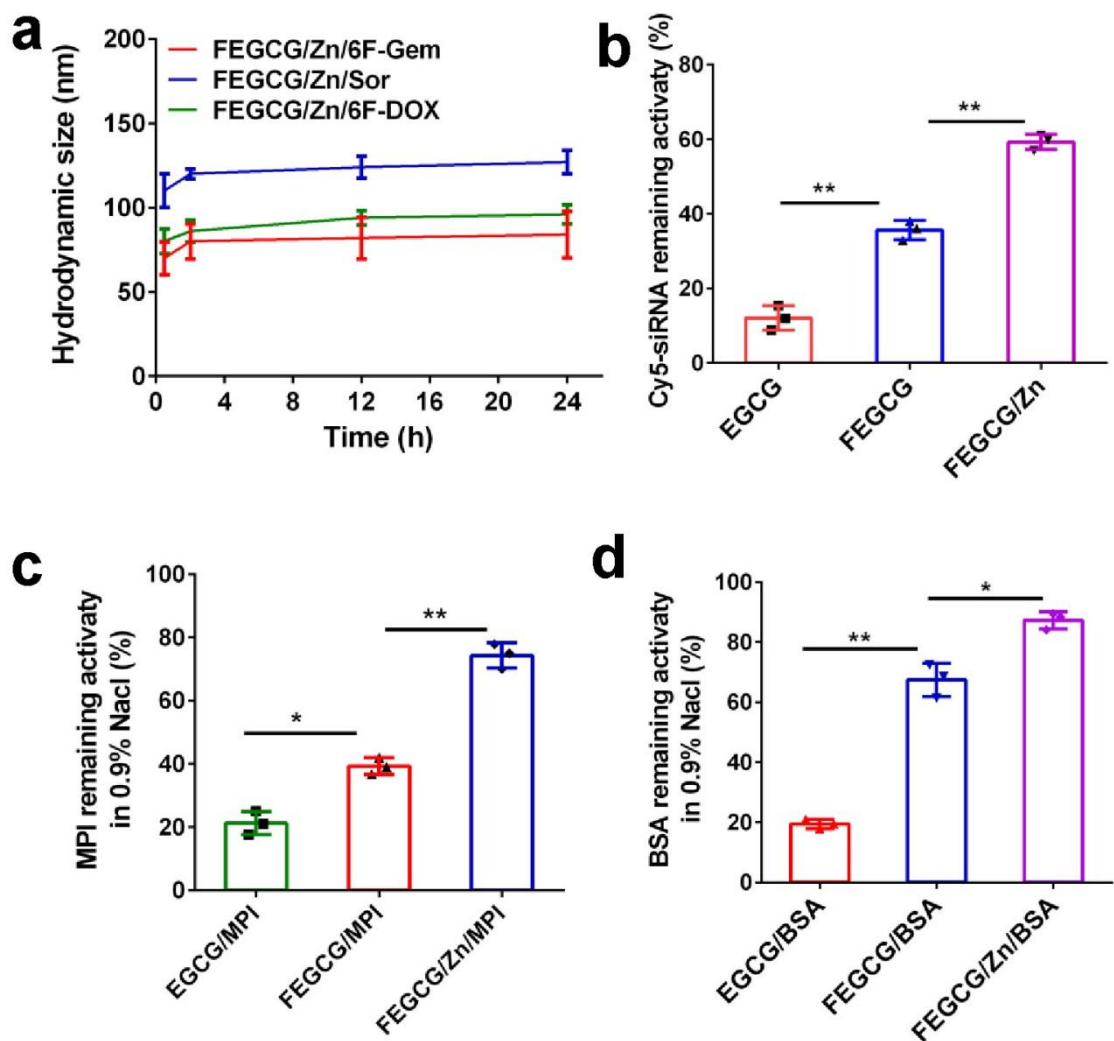 a
Hydrodynamic size (nm)
200
150
100
50
0
FEGCG/Zn/6F-Gem
FEGCG/Zn/Sor
FEGCG/Zn/6F-DOX
0 4 8 12 16 20 24
Time (h)
b
Cy5-siRNA remaining activaty (%)
80
60
40
20
0
**
**
EGCG
FEGCG
FEGCG/Zn
c
MPI remaining activaty
in 0.9% Nacl (%)
100
80
60
40
20
0
*
**
EGCG/MPI
FEGCG/MPI
FEGCG/Zn/MPI
d
BSA remaining activaty
in 0.9% Nacl (%)
100
80
60
40
20
0
**
*
EGCG/BSA
FEGCG/BSA
FEGCG/Zn/BSA